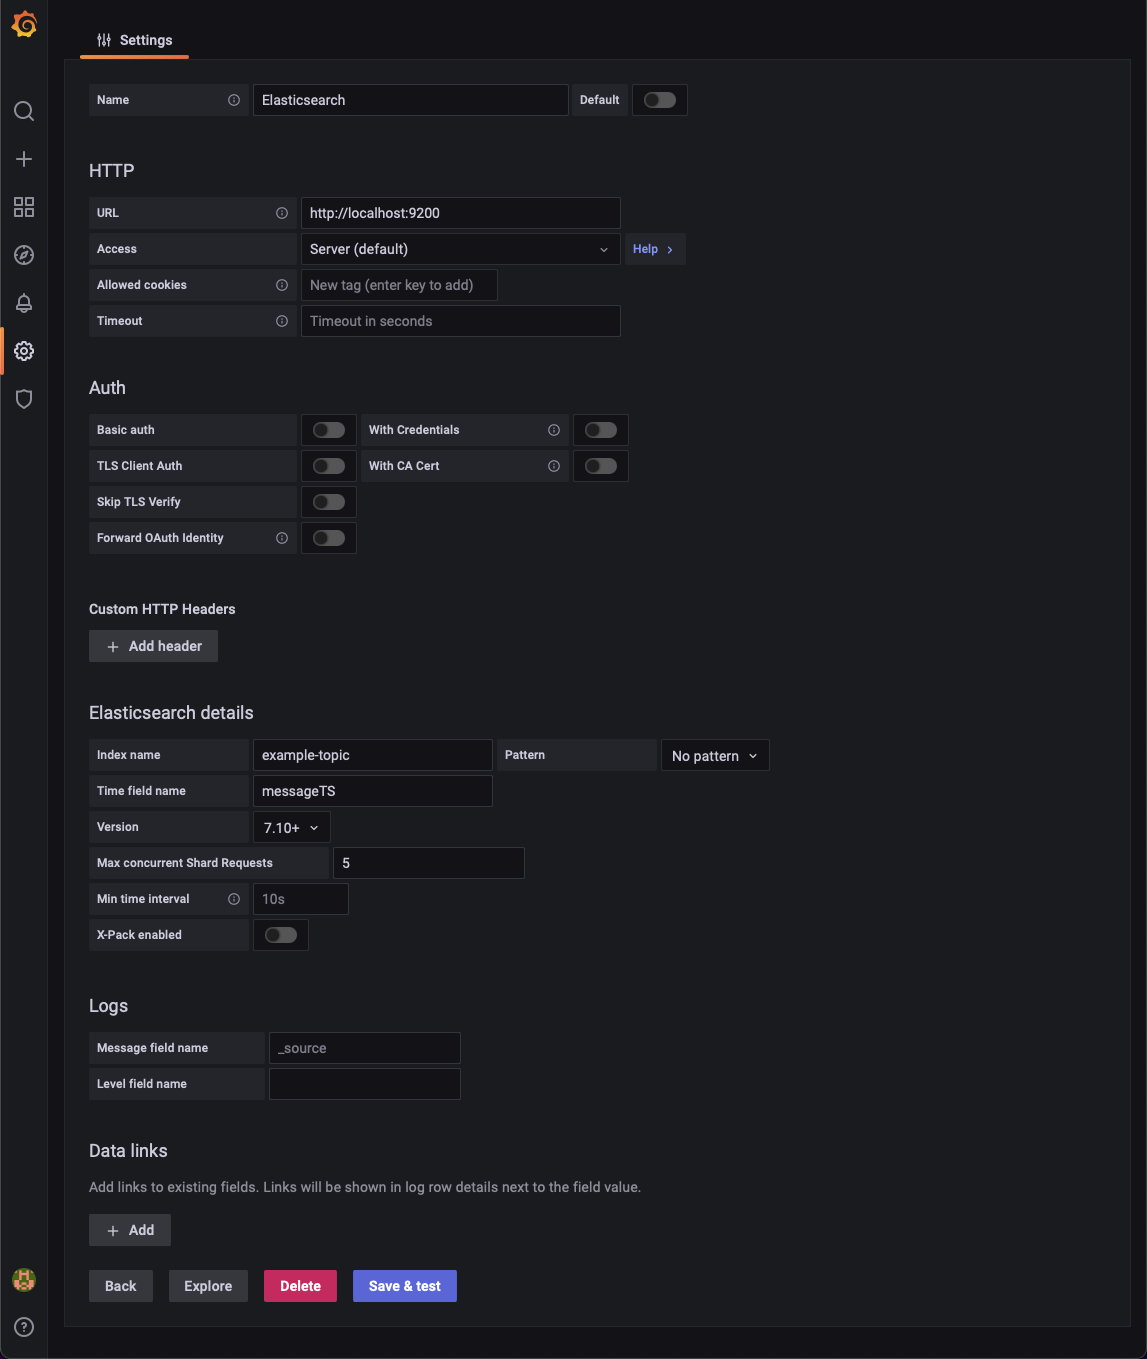 Settings
Name Elasticsearch Default
HTTP
URL http://localhost:9200
Access Server (default) Help
Allowed cookies New tag (enter key to add)
Timeout Timeout in seconds
Auth
Basic auth With Credentials
TLS Client Auth With CA Cert
Skip TLS Verify
Forward OAuth Identity
Custom HTTP Headers
Add header
Elasticsearch details
Index name example-topic Pattern No pattern
Time field name messageTS
Version 7.10+
Max concurrent Shard Requests 5
Min time interval 10s
X-Pack enabled
Logs
Message field name _source
Level field name
Data links
Add links to existing fields. Links will be shown in log row details next to the field value.
Add
Back Explore Delete Save & test